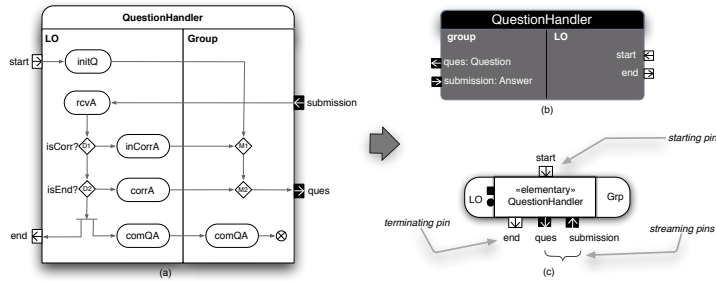 QuestionHandler
LO
Group
start
initQ
rcvA
submission
isCorr?
D1
inCorrA
M1
isEnd?
D2
corrA
M2
ques
end
comQA
comQA
(a)
QuestionHandler
group
LO
ques: Question
submission: Answer
start
end
(b)
starting pin
start
LO
«elementary»
QuestionHandler
Grp
terminating pin
end
ques
submission
streaming pins
(c)